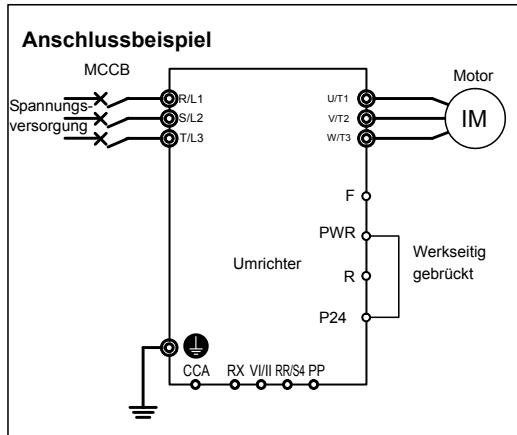 Anschlussbeispiel
MCCB
Spannungs-
versorgung
R/L1
S/L2
T/L3
U/T1
V/T2
W/T3
Motor
IM
F
PWR
R
P24
Werkseitig
gebrückt
Umrichter
CCA RX VI/II RR/S4 PP